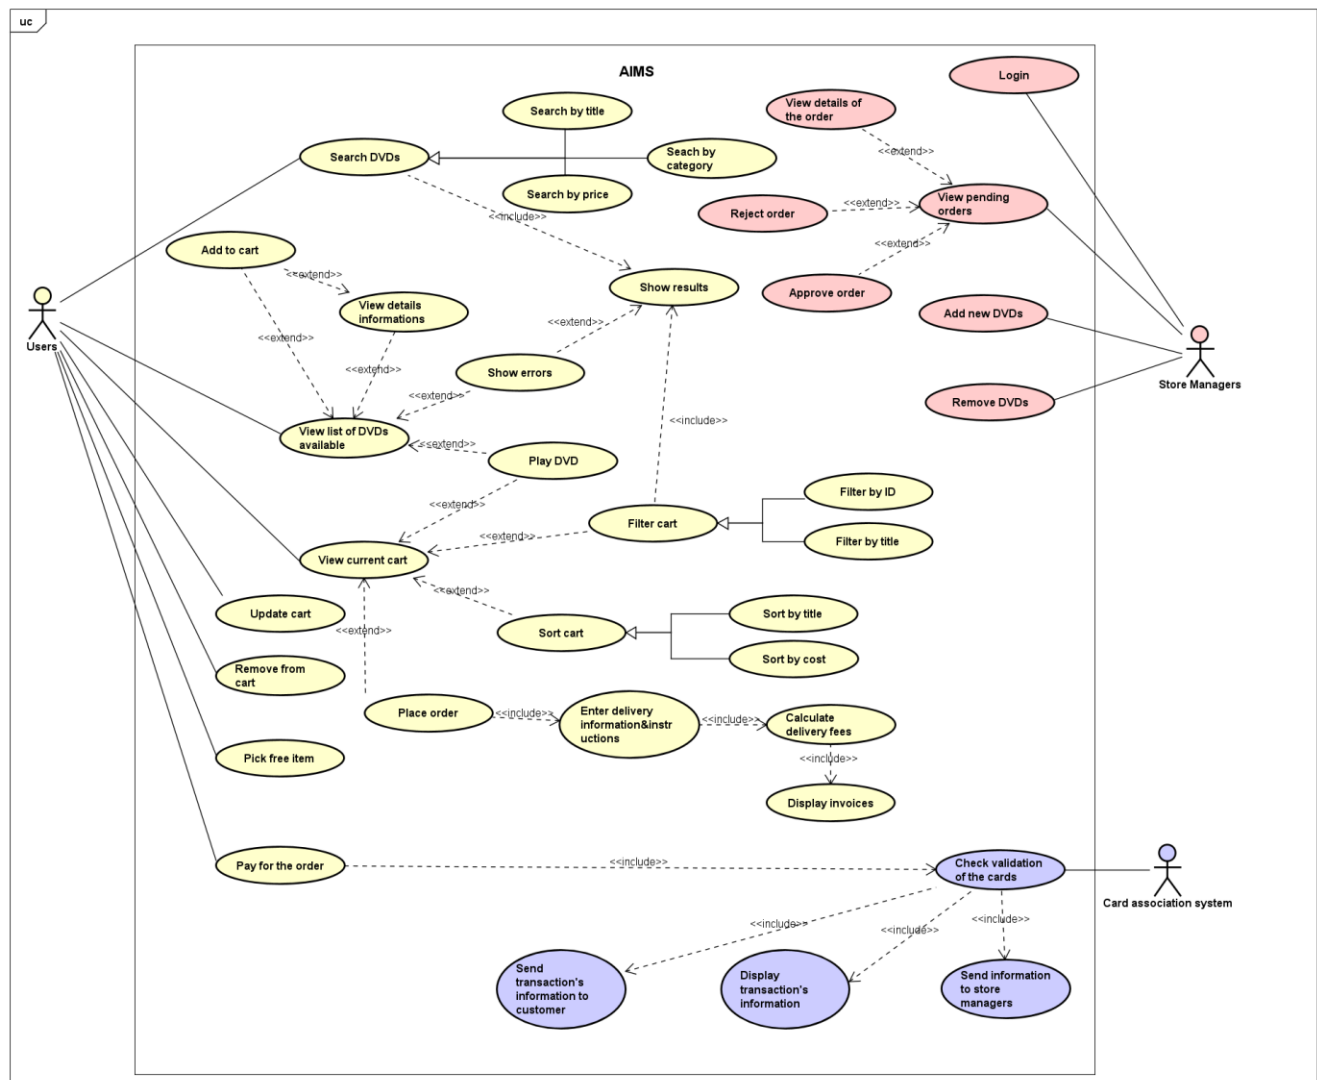 uc
AIMS
Login
Search by title
View details of
the order
<<extend>>
Search DVDs
Seach by
category
Search by price
<<include>>
View pending
orders
<<extend>>
Reject order
<<extend>>
Add to cart
<<extend>>
Show results
Approve order
View details
informations
Add new DVDs
<<extend>>
<<extend>>
Users
<<extend>>
Show errors
Store Managers
<<extend>>
Remove DVDs
<<include>>
View list of DVDs
available
<<extend>>
Play DVD
<<extend>>
Filter by ID
Filter cart
<<extend>>
Filter by title
View current cart
<<extend>>
Update cart
Sort by title
<<extend>>
Sort cart
Sort by cost
Remove from
cart
Place order
<<include>>
Enter delivery
information&instr
uctions
<<include>>
Calculate
delivery fees
<<include>>
Pick free item
Display invoices
Pay for the order
<<include>>
Check validation
of the cards
Card association system
<<include>>
<<include>>
<<include>>
Send
transaction's
information to
customer
Display
transaction's
information
Send information
to store
managers